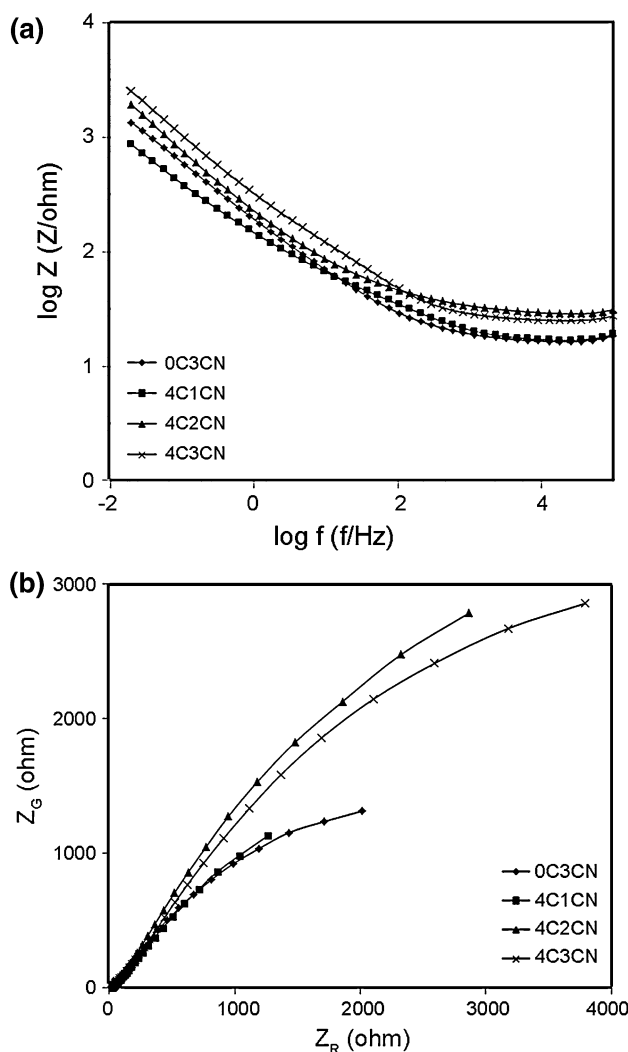 (a)
4
3
2
1
0
log Z (Z/ohm)
0C3CN
4C1CN
4C2CN
4C3CN
-2 0 2 4
log f (f/Hz)
(b)
3000
2000
1000
0
Z_G (ohm)
0C3CN
4C1CN
4C2CN
4C3CN
0 1000 2000 3000 4000
Z_R (ohm)